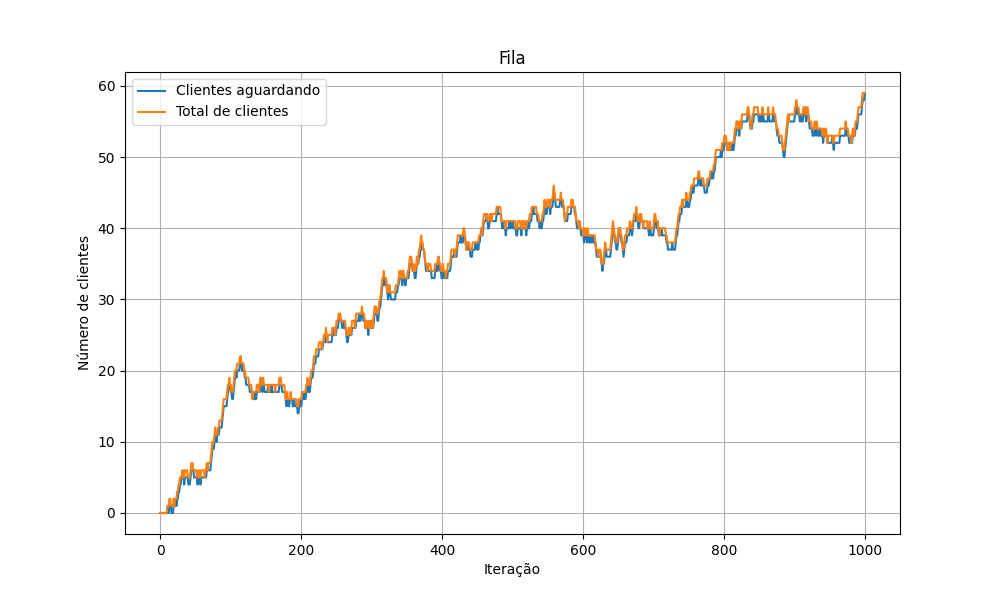 Fila
Clientes aguardando
Total de clientes
60
50
40
30
20
10
0
Número de clientes
0 200 400 600 800 1000
Iteração